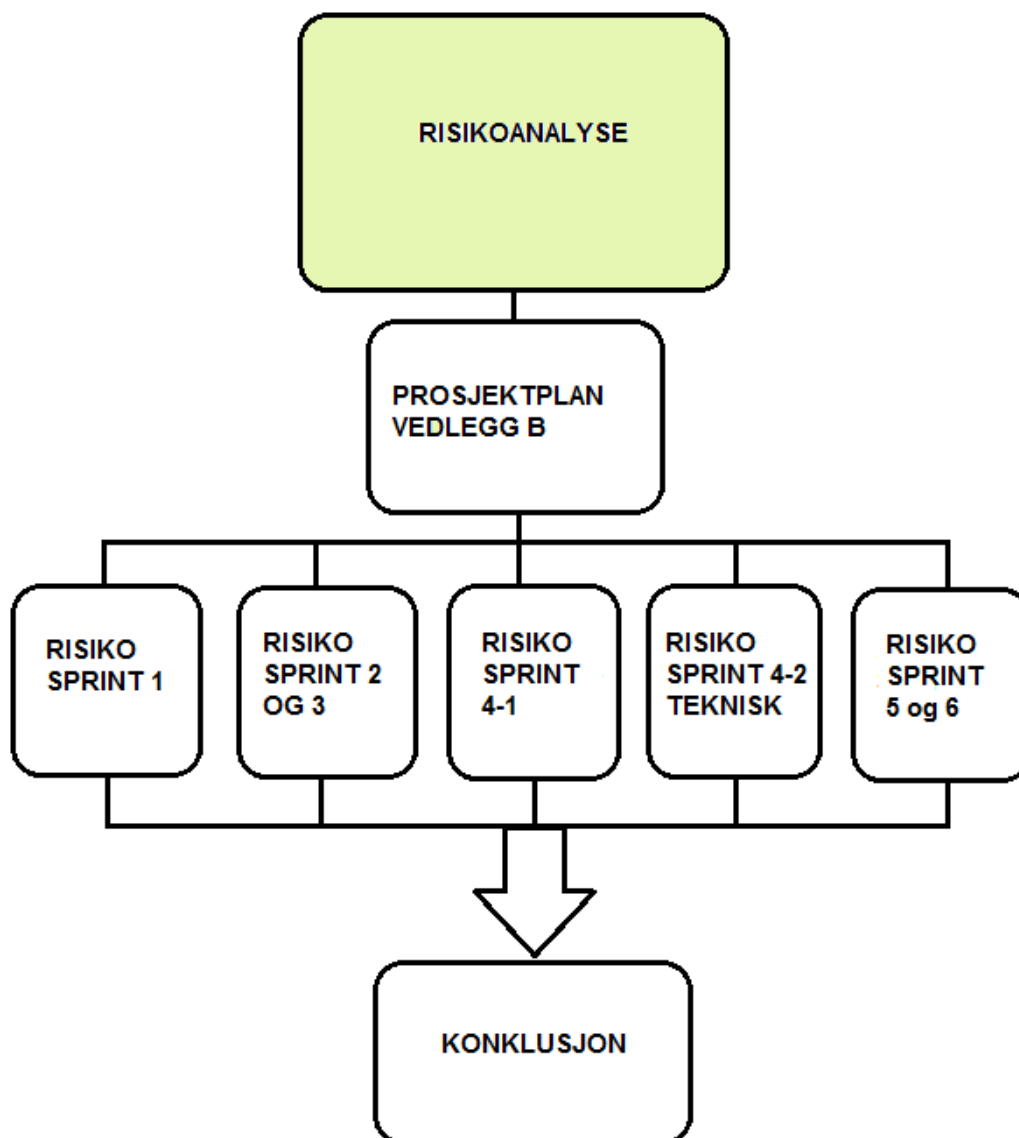 RISIKOANALYSE
PROSJEKTPLAN
VEDLEGG B
RISIKO
SPRINT 1
RISIKO
SPRINT 2
OG 3
RISIKO
SPRINT
4-1
RISIKO
SPRINT 4-2
TEKNISK
RISIKO
SPRINT
5 og 6
KONKLUSJON